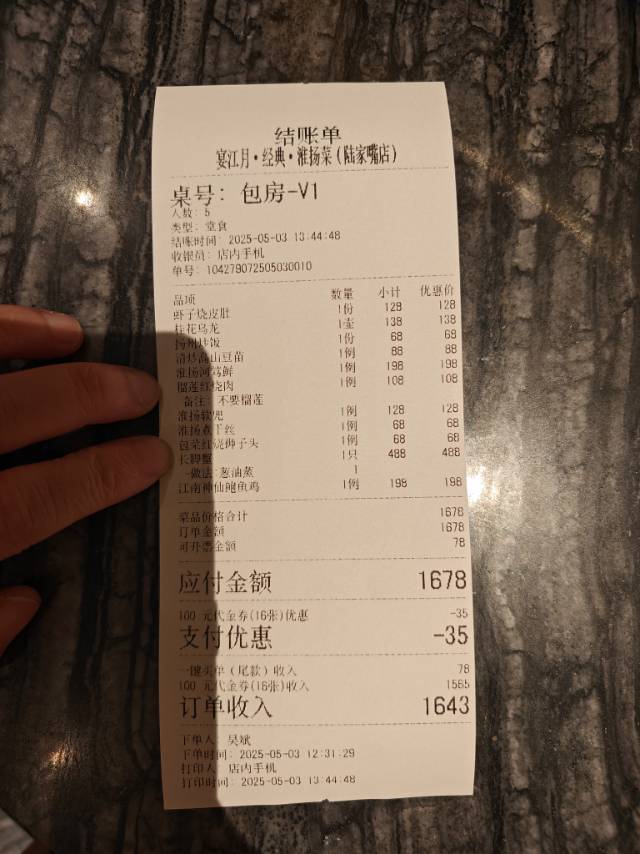 结账单
宴江月·经典·淮扬菜(陆家嘴店)
桌号: 包房-V1
人数: 5
类型: 堂食
结账时间: 2025-05-03 13:44:48
收银员: 店内手机
单号: 104279072505030010
品项 数量 小计 优惠价
虾子烧皮肚 1份 128 128
桂花乌龙 1壶 138 138
扬州炒饭 1份 68 68
清炒高山豆苗 1例 88 88
淮扬河篤鲜 1例 198 198
榴莲红烧肉 1例 108 108
备注: 不要榴莲
淮扬软兜 1例 128 128
淮扬煮干丝 1例 68 68
包菜红烧狮子头 1例 68 68
长脚蟹 1只 488 488
-做法:葱油蒸 1
江南神仙鲍鱼鸡 1例 198 198
菜品价格合计 1678
订单金额 1678
可开票金额 78
应付金额 1678
100 元代金券(16张)优惠 -35
支付优惠 -35
一键买单(尾款)收入 78
100 元代金券(16张)收入 1565
订单收入 1643
下单人: 吴斌
下单时间: 2025-05-03 12:31:29
打印人: 店内手机
打印时间: 2025-05-03 13:44:48